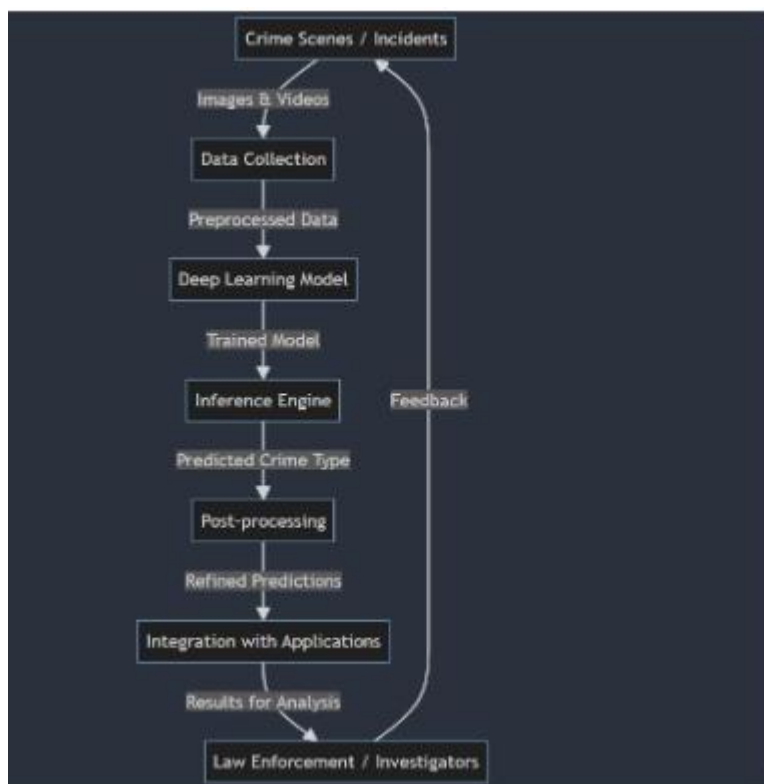 Crime Scenes / Incidents
Images & Videos
Data Collection
Preprocessed Data
Deep Learning Model
Trained Model
Inference Engine
Feedback
Predicted Crime Type
Post-processing
Refined Predictions
Integration with Applications
Results for Analysis
Law Enforcement / Investigators